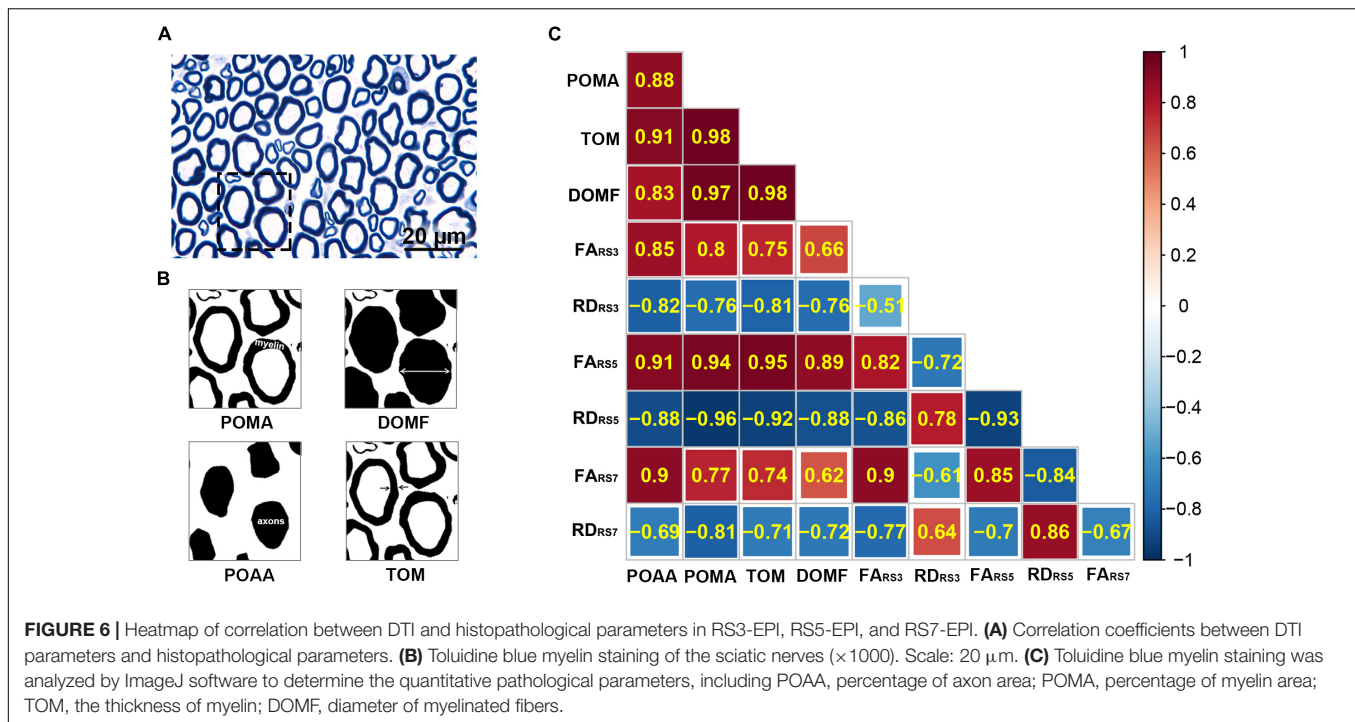 A
20 μm
B
myelin
POMA
DOMF
axons
POAA
TOM
C
POMA 0.88
TOM 0.91 0.98
DOMF 0.83 0.97 0.98
FARS3 0.85 0.8 0.75 0.66
RDRS3 −0.82 −0.76 −0.81 −0.76 −0.51
FARS5 0.91 0.94 0.95 0.89 0.82 −0.72
RDRS5 −0.88 −0.96 −0.92 −0.88 −0.86 0.78 −0.93
FARS7 0.9 0.77 0.74 0.62 0.9 −0.61 0.85 −0.84
RDRS7 −0.69 −0.81 −0.71 −0.72 −0.77 0.64 −0.7 0.86 −0.67
POAA POMA TOM DOMF FARS3 RDRS3 FARS5 RDRS5 FARS7
1
0.8
0.6
0.4
0.2
0
−0.2
−0.4
−0.6
−0.8
−1
FIGURE 6 | Heatmap of correlation between DTI and histopathological parameters in RS3-EPI, RS5-EPI, and RS7-EPI. (A) Correlation coefficients between DTI
parameters and histopathological parameters. (B) Toluidine blue myelin staining of the sciatic nerves (×1000). Scale: 20 μm. (C) Toluidine blue myelin staining was
analyzed by ImageJ software to determine the quantitative pathological parameters, including POAA, percentage of axon area; POMA, percentage of myelin area;
TOM, the thickness of myelin; DOMF, diameter of myelinated fibers.